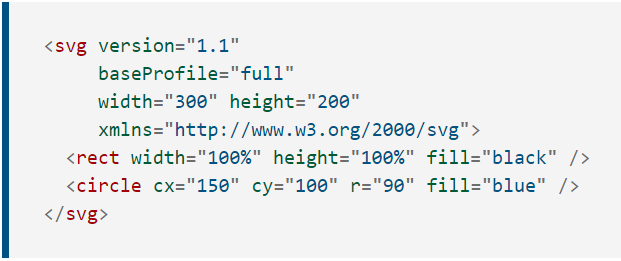 <svg version="1.1"
     baseProfile="full"
     width="300" height="200"
     xmlns="http://www.w3.org/2000/svg">
  <rect width="100%" height="100%" fill="black" />
  <circle cx="150" cy="100" r="90" fill="blue" />
</svg>